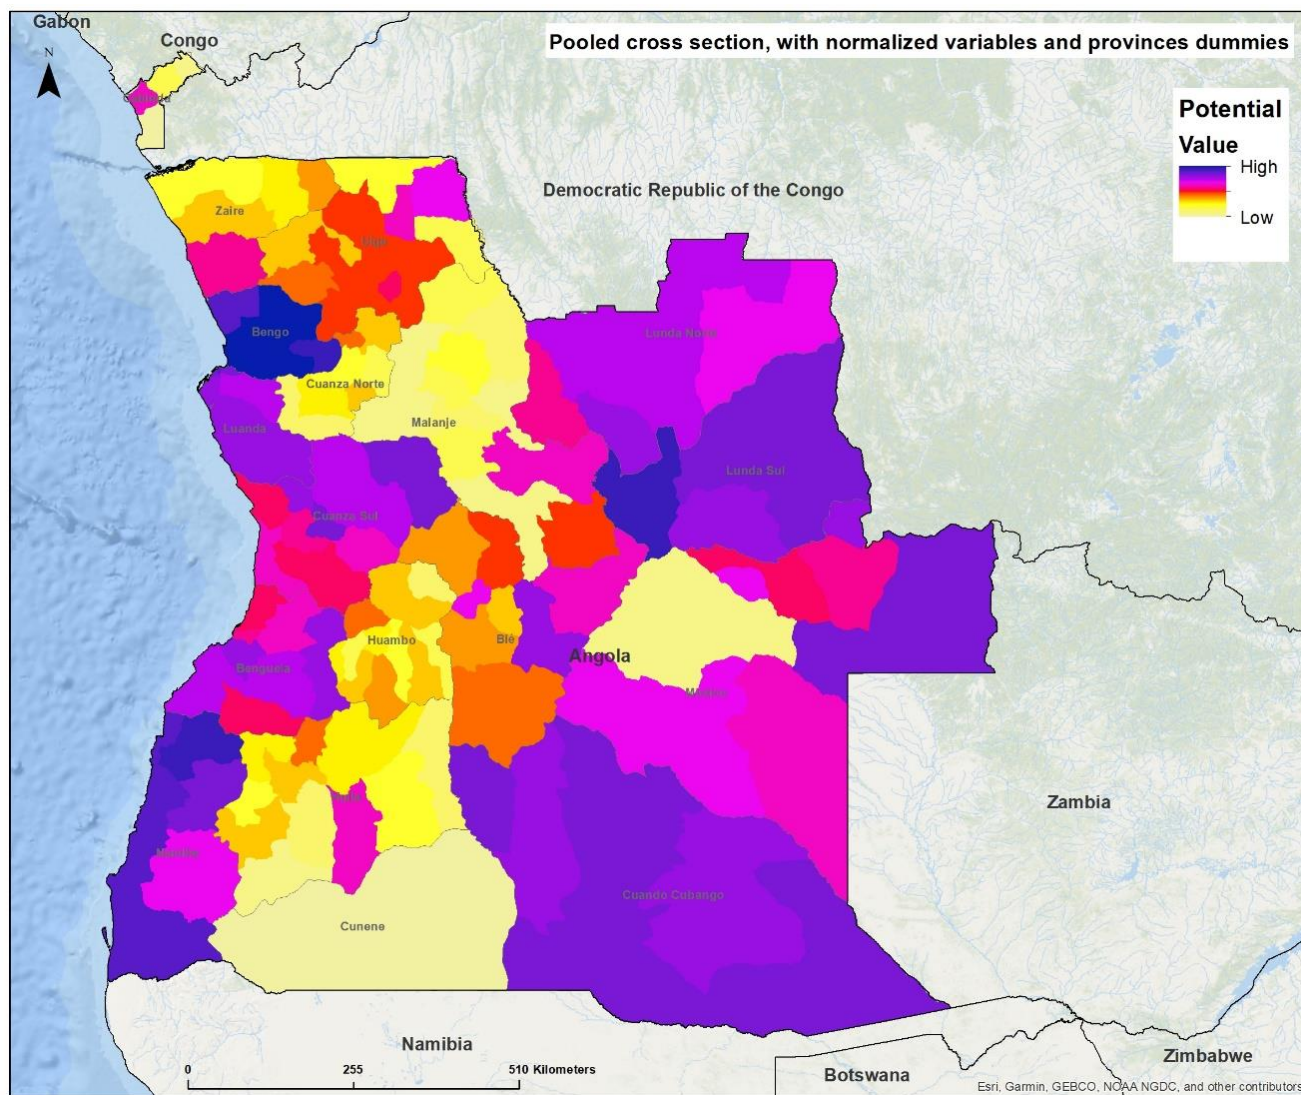 Gabon
Congo
N
Pooled cross section, with normalized variables and provinces dummies
Potential
Value
High
Low
Cabinda
Democratic Republic of the Congo
Zaire
Uíge
Bengo
Lunda Norte
Cuanza Norte
Malanje
Luanda
Lunda Sul
Cuanza Sul
Huambo
Bié
Angola
Benguela
Moxico
Huíla
Zambia
Namibe
Cuando Cubango
Cunene
Namibia
Zimbabwe
Botswana
0 255 510 Kilometers
Esri, Garmin, GEBCO, NOAA NGDC, and other contributors